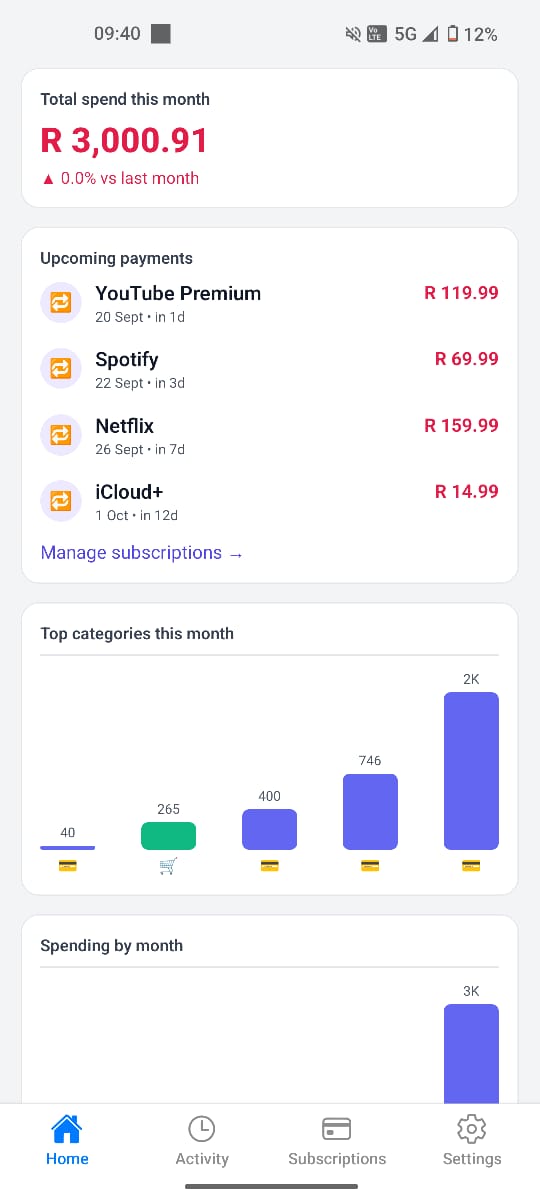 09:40
Vo LTE 5G 12%
Total spend this month
R 3,000.91
▲ 0.0% vs last month
Upcoming payments
YouTube Premium R 119.99
20 Sept • in 1d
Spotify R 69.99
22 Sept • in 3d
Netflix R 159.99
26 Sept • in 7d
iCloud+ R 14.99
1 Oct • in 12d
Manage subscriptions →
Top categories this month
2K
746
400
265
40
Spending by month
3K
Home Activity Subscriptions Settings